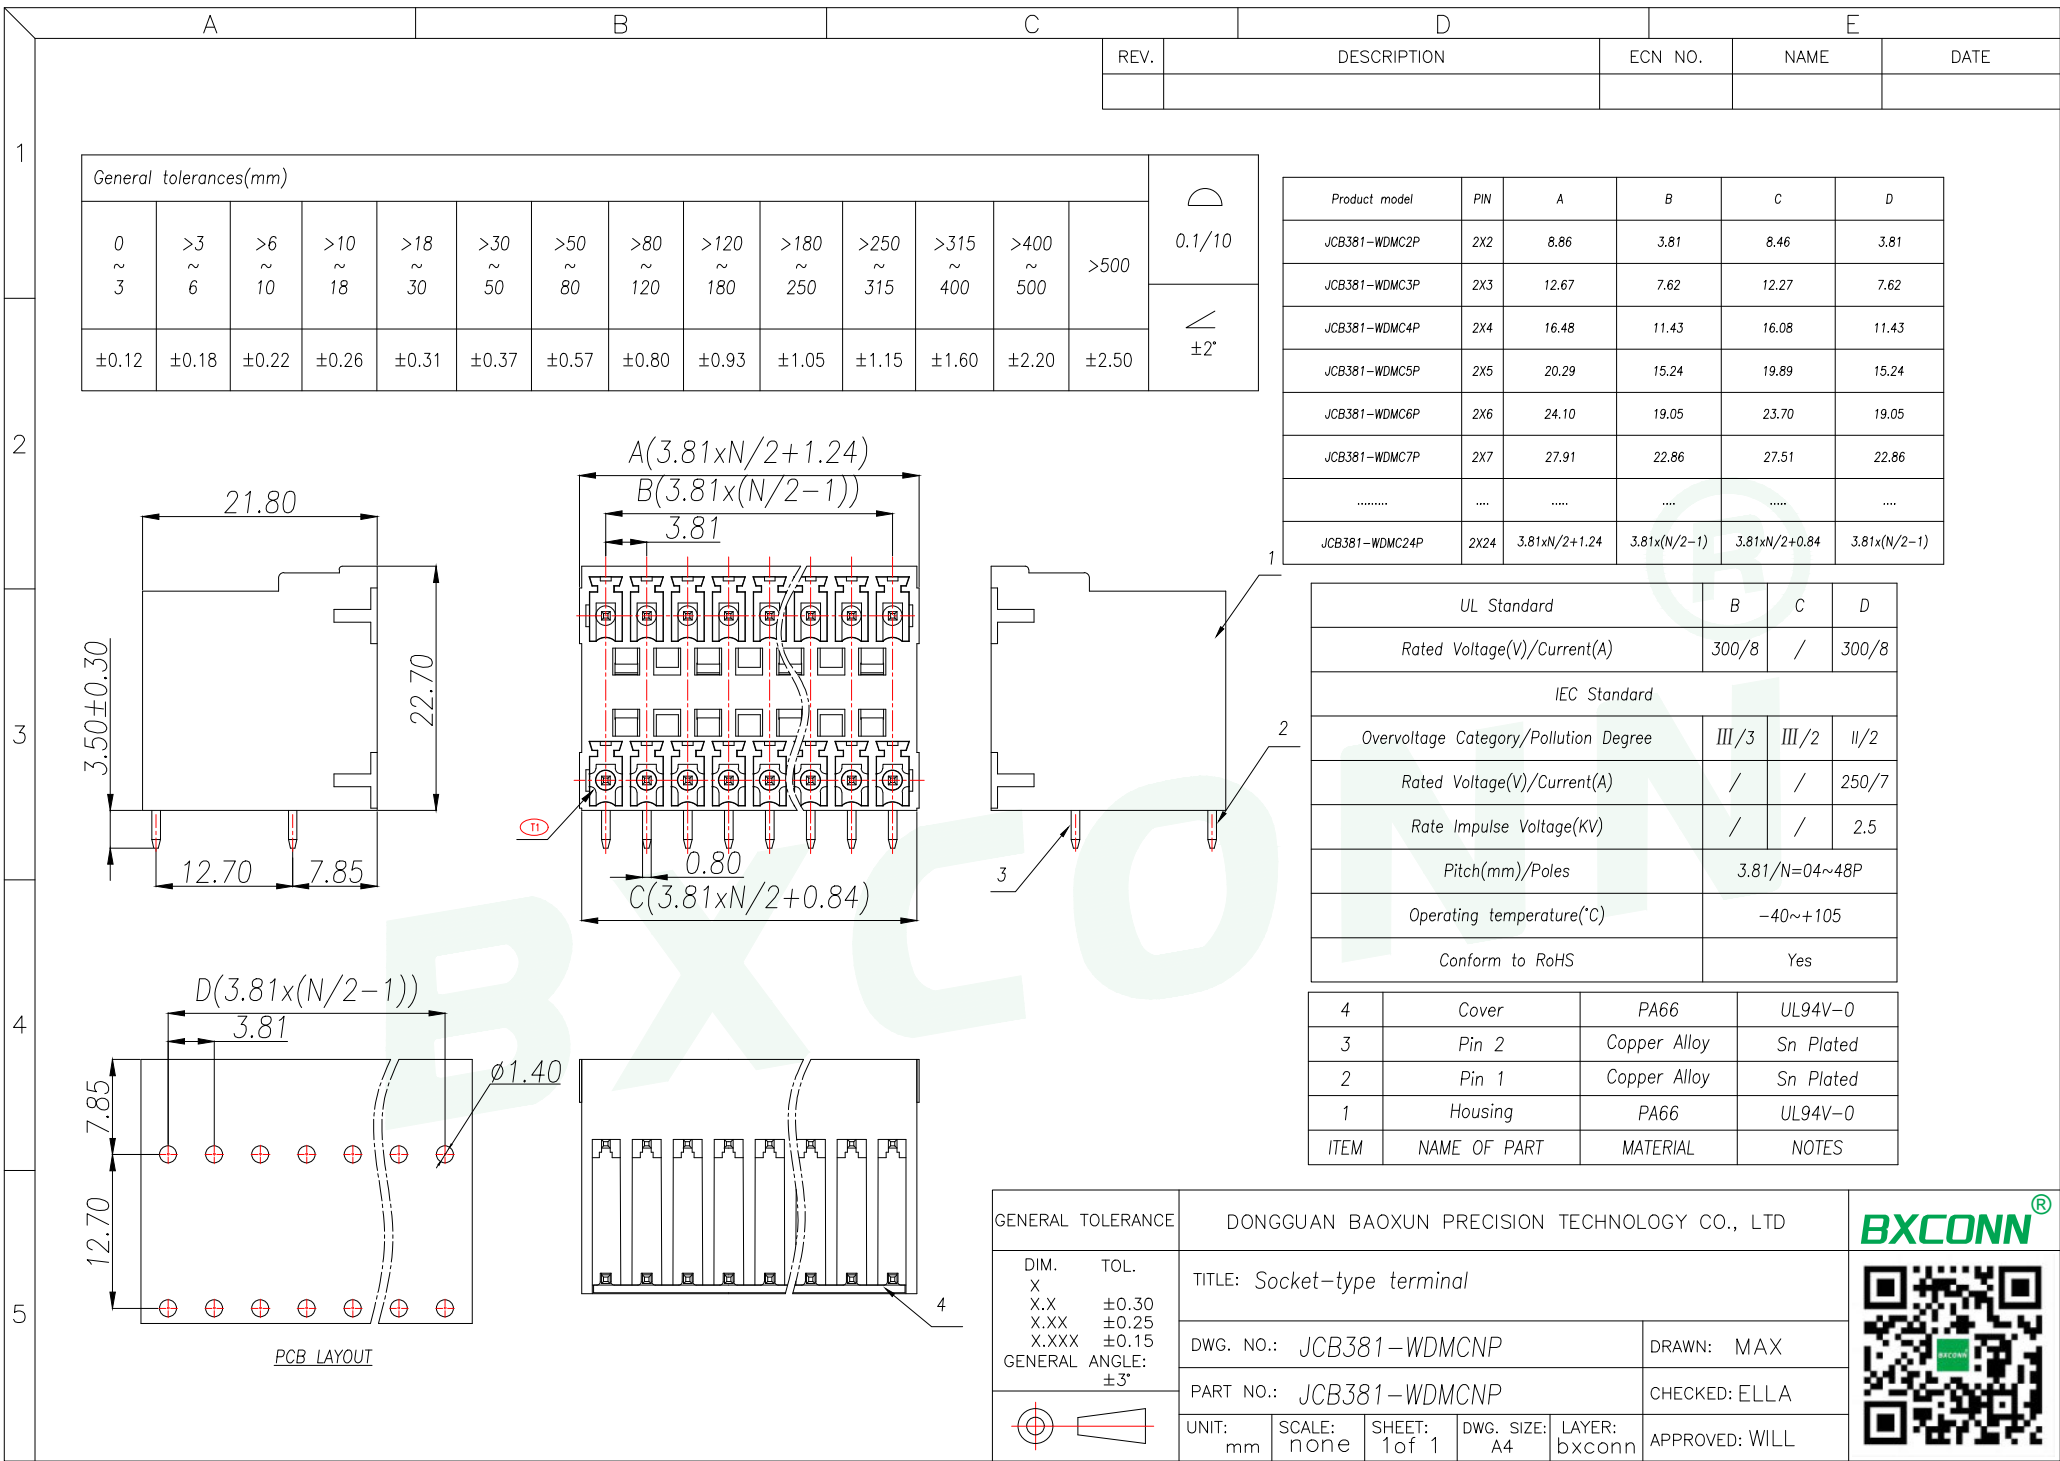 A B C D E
REV. DESCRIPTION ECN NO. NAME DATE
1
2
3
4
5
General tolerances(mm)
0 ~ 3 >3 ~ 6 >6 ~ 10 >10 ~ 18 >18 ~ 30 >30 ~ 50 >50 ~ 80 >80 ~ 120 >120 ~ 180 >180 ~ 250 >250 ~ 315 >315 ~ 400 >400 ~ 500 >500
±0.12 ±0.18 ±0.22 ±0.26 ±0.31 ±0.37 ±0.57 ±0.80 ±0.93 ±1.05 ±1.15 ±1.60 ±2.20 ±2.50
0.1/10
±2°
Product model PIN A B C D
JCB381-WDMC2P 2X2 8.86 3.81 8.46 3.81
JCB381-WDMC3P 2X3 12.67 7.62 12.27 7.62
JCB381-WDMC4P 2X4 16.48 11.43 16.08 11.43
JCB381-WDMC5P 2X5 20.29 15.24 19.89 15.24
JCB381-WDMC6P 2X6 24.10 19.05 23.70 19.05
JCB381-WDMC7P 2X7 27.91 22.86 27.51 22.86
......... .... ..... .... ..... ....
JCB381-WDMC24P 2X24 3.81xN/2+1.24 3.81x(N/2-1) 3.81xN/2+0.84 3.81x(N/2-1)
21.80
3.50±0.30
22.70
12.70 7.85
A(3.81xN/2+1.24)
B(3.81x(N/2-1))
3.81
T1
0.80
C(3.81xN/2+0.84)
1
2
3
UL Standard B C D
Rated Voltage(V)/Current(A) 300/8 / 300/8
IEC Standard
Overvoltage Category/Pollution Degree III/3 III/2 II/2
Rated Voltage(V)/Current(A) / / 250/7
Rate Impulse Voltage(KV) / / 2.5
Pitch(mm)/Poles 3.81/N=04~48P
Operating temperature(°C) -40~+105
Conform to RoHS Yes
BXCONN®
D(3.81x(N/2-1))
3.81
ø1.40
7.85
12.70
PCB LAYOUT
4
4 Cover PA66 UL94V-0
3 Pin 2 Copper Alloy Sn Plated
2 Pin 1 Copper Alloy Sn Plated
1 Housing PA66 UL94V-0
ITEM NAME OF PART MATERIAL NOTES
GENERAL TOLERANCE
DIM. TOL.
X
X.X ±0.30
X.XX ±0.25
X.XXX ±0.15
GENERAL ANGLE:
±3°
DONGGUAN BAOXUN PRECISION TECHNOLOGY CO., LTD
TITLE: Socket-type terminal
DWG. NO.: JCB381-WDMCNP DRAWN: MAX
PART NO.: JCB381-WDMCNP CHECKED: ELLA
UNIT: mm SCALE: none SHEET: 1of 1 DWG. SIZE: A4 LAYER: bxconn APPROVED: WILL
BXCONN®
BXCONN